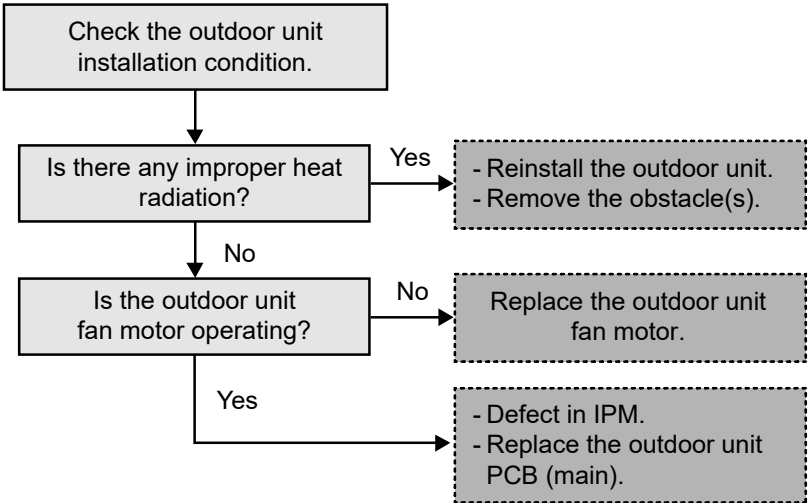 Check the outdoor unit
installation condition.
Is there any improper heat
radiation?
Yes
- Reinstall the outdoor unit.
- Remove the obstacle(s).
No
Is the outdoor unit
fan motor operating?
No
Replace the outdoor unit
fan motor.
Yes
- Defect in IPM.
- Replace the outdoor unit
PCB (main).